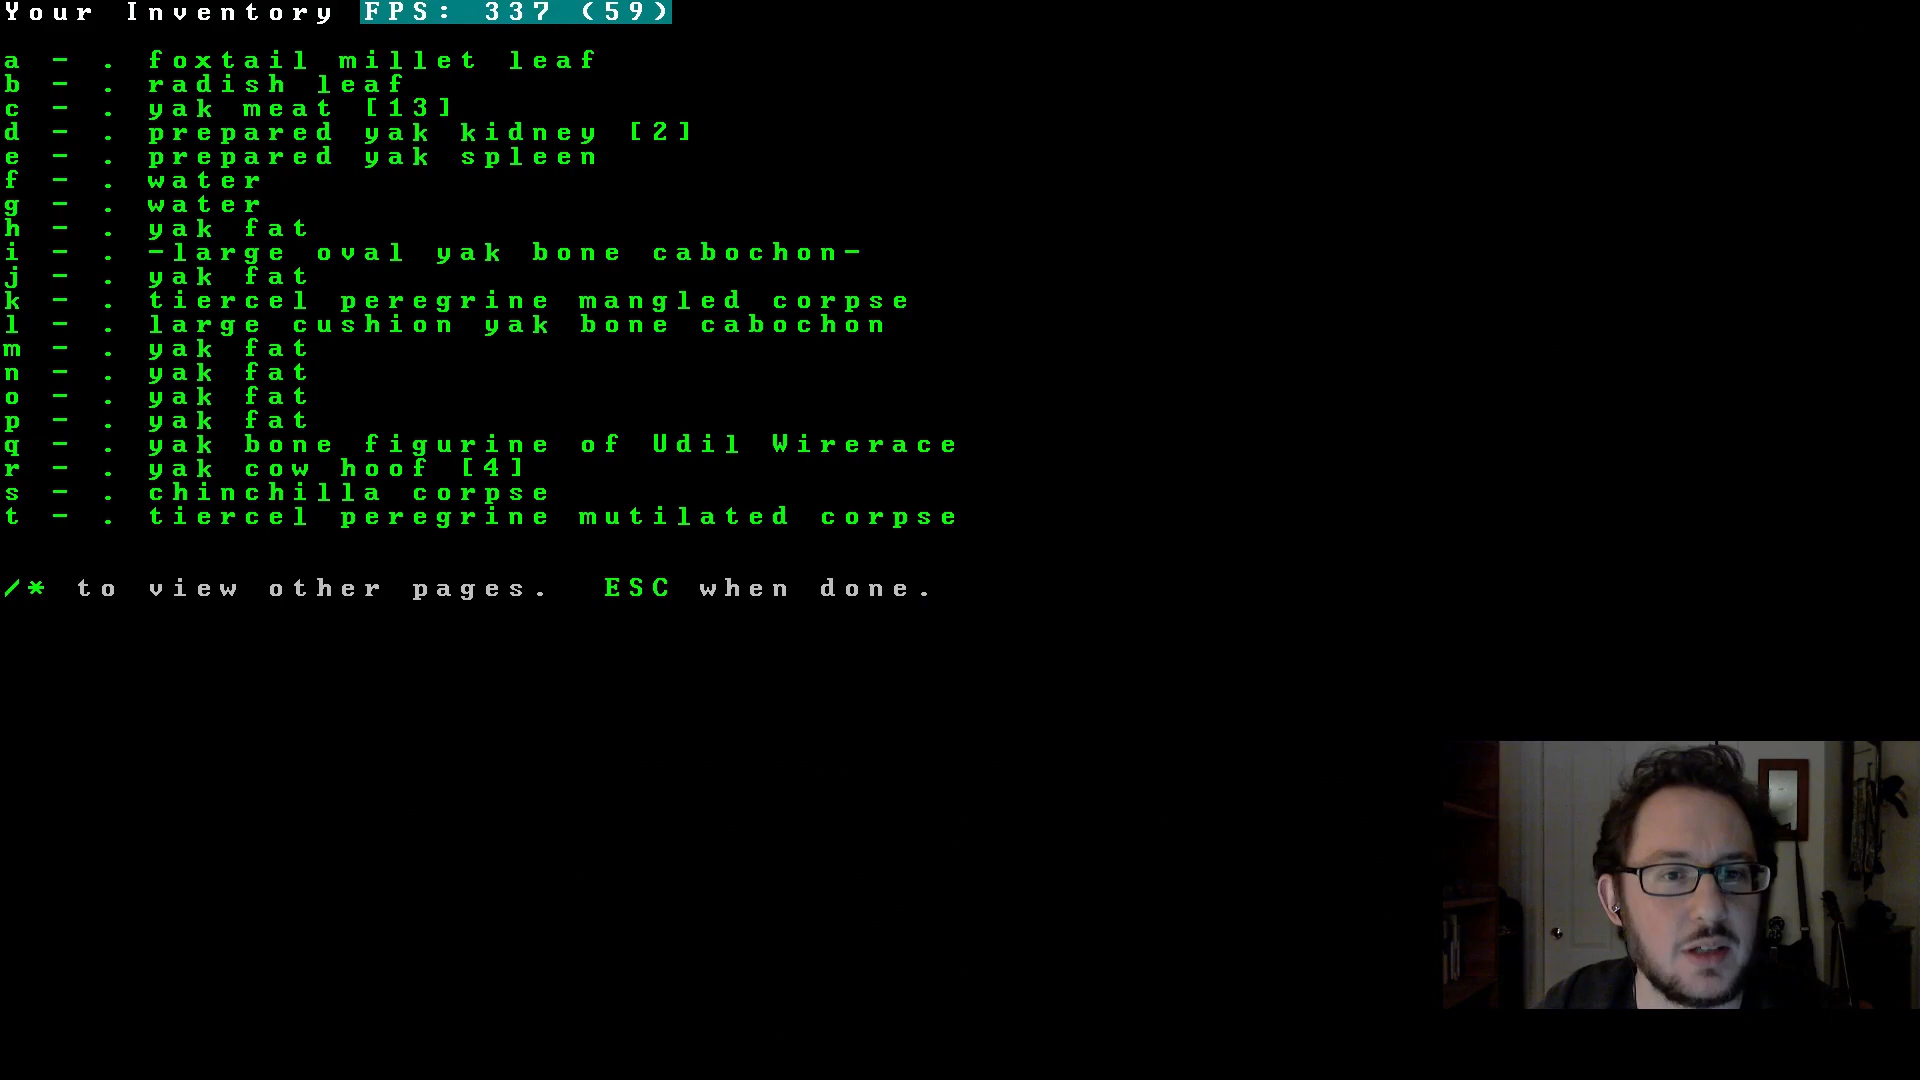 Your Inventory FPS: 337 (59)
a - . foxtail millet leaf
b - . radish leaf
c - . yak meat [13]
d - . prepared yak kidney [2]
e - . prepared yak spleen
f - . water
g - . water
h - . yak fat
i - . -large oval yak bone cabochon-
j - . yak fat
k - . tiercel peregrine mangled corpse
l - . large cushion yak bone cabochon
m - . yak fat
n - . yak fat
o - . yak fat
p - . yak fat
q - . yak bone figurine of Udil Wirerace
r - . yak cow hoof [4]
s - . chinchilla corpse
t - . tiercel peregrine mutilated corpse
/* to view other pages. ESC when done.